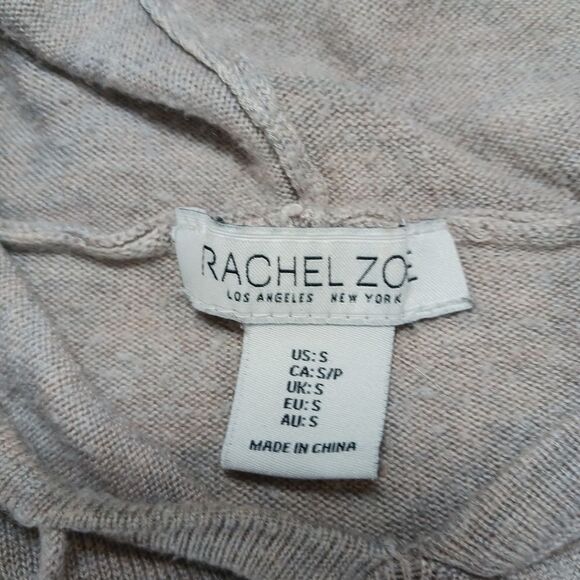 RACHEL ZOE
LOS ANGELES NEW YORK
US: S
CA: S/P
UK: S
EU: S
AU: S
MADE IN CHINA